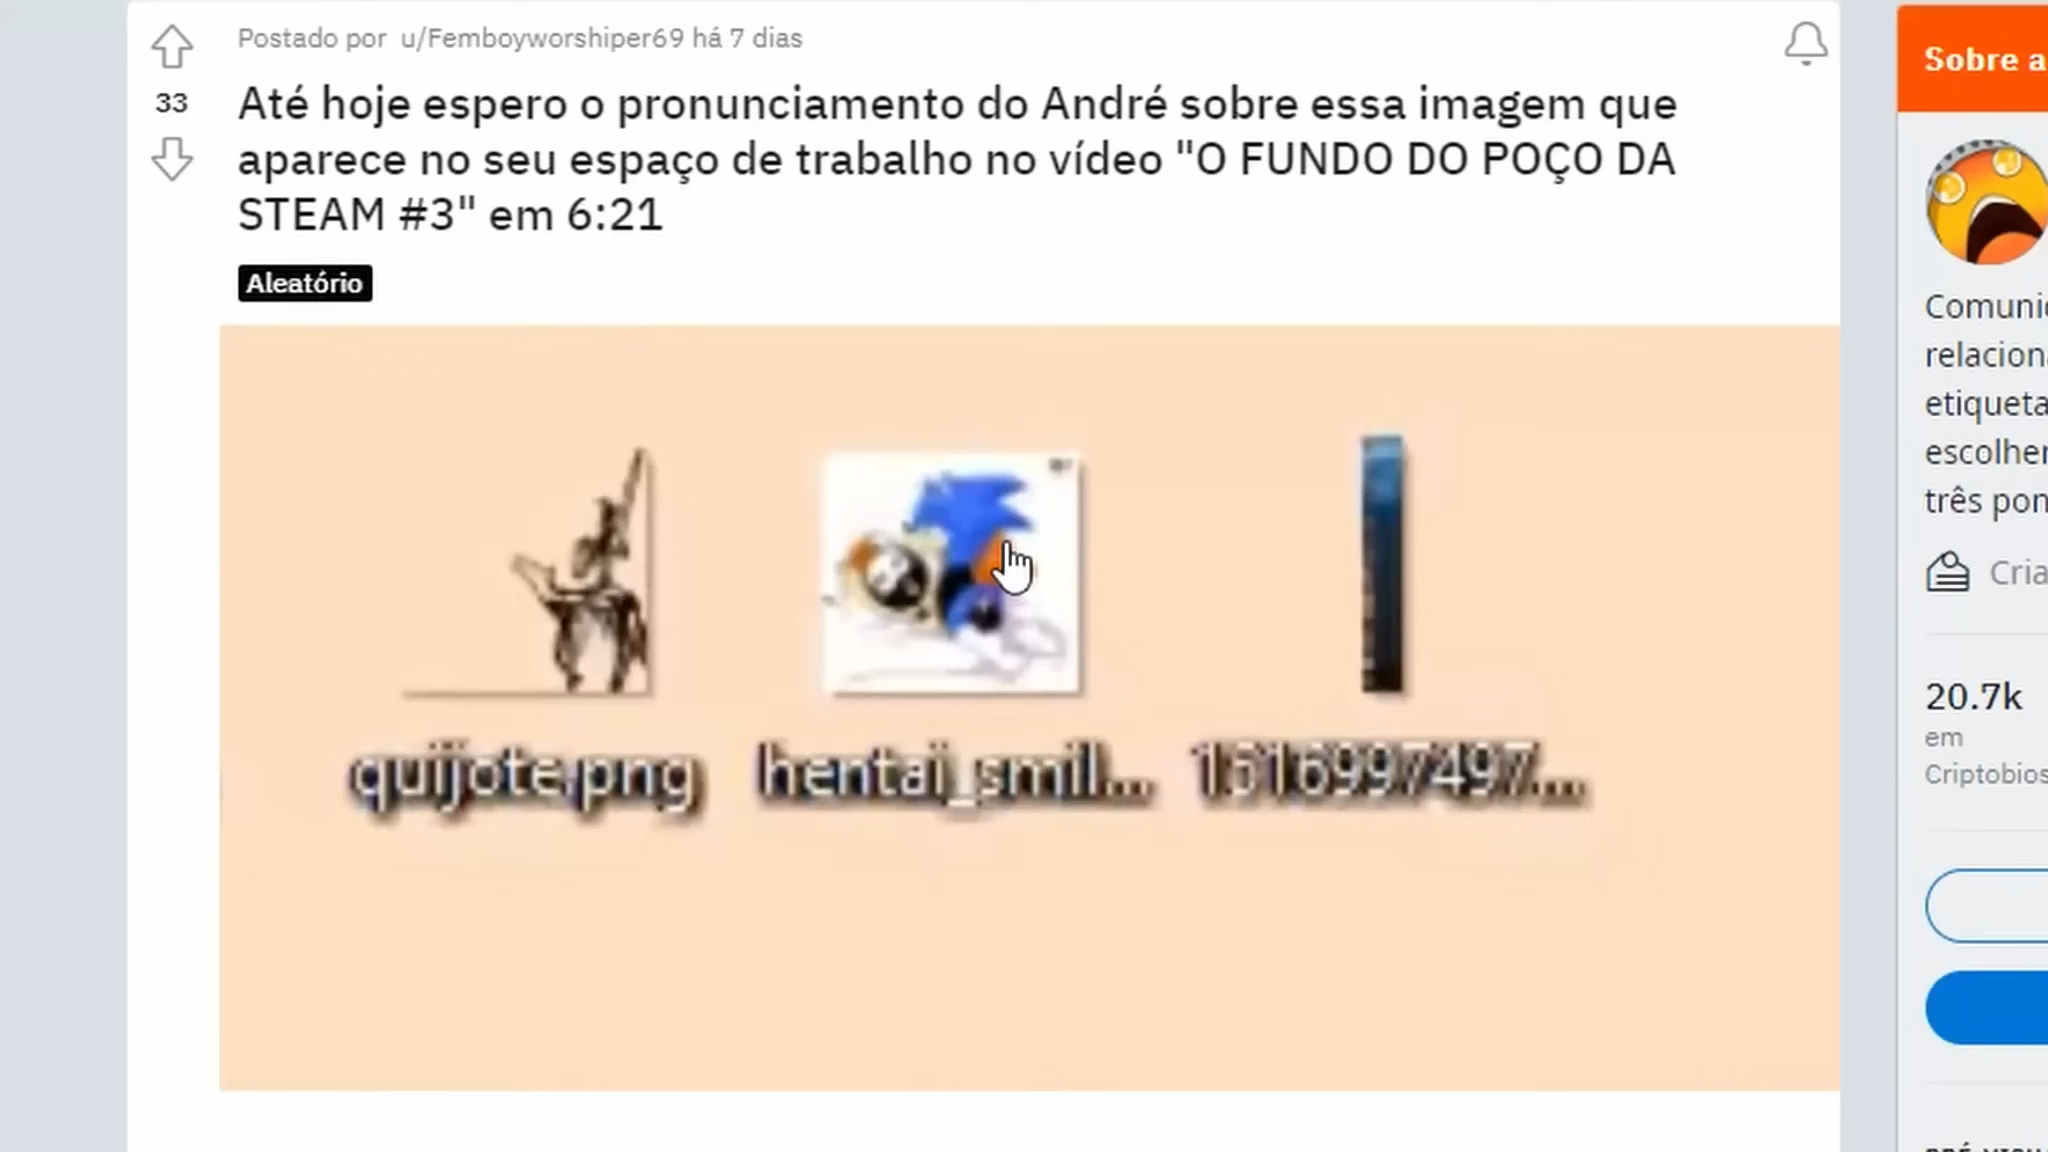 Postado por u/Femboyworshiper69 há 7 dias
33
Até hoje espero o pronunciamento do André sobre essa imagem que
aparece no seu espaço de trabalho no vídeo "O FUNDO DO POÇO DA
STEAM #3" em 6:21
Aleatório
quijote.png
hentai_smil...
1516997497...
Sobre a
Comunic
relaciona
etiqueta
escolher
três pon
Cria
20.7k
em
Criptobios